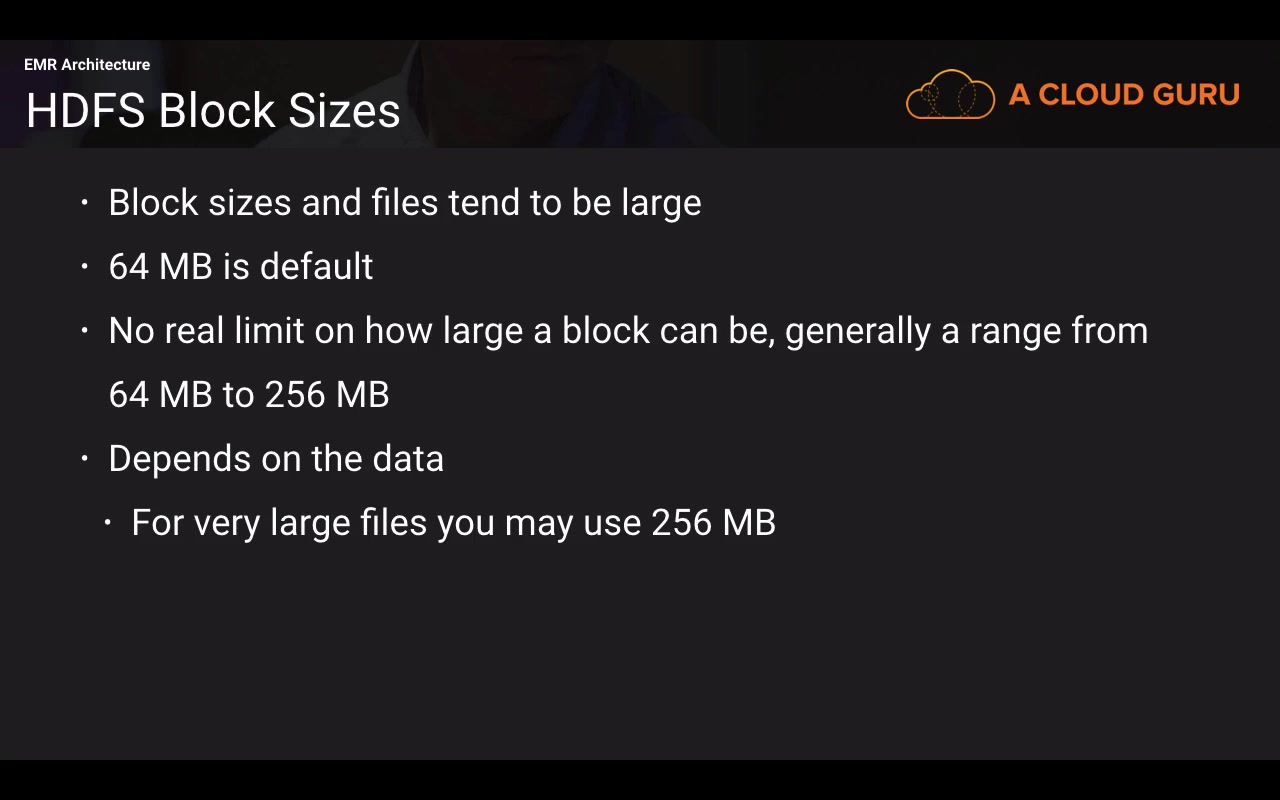 EMR Architecture
HDFS Block Sizes
A CLOUD GURU
• Block sizes and files tend to be large
• 64 MB is default
• No real limit on how large a block can be, generally a range from
64 MB to 256 MB
• Depends on the data
• For very large files you may use 256 MB